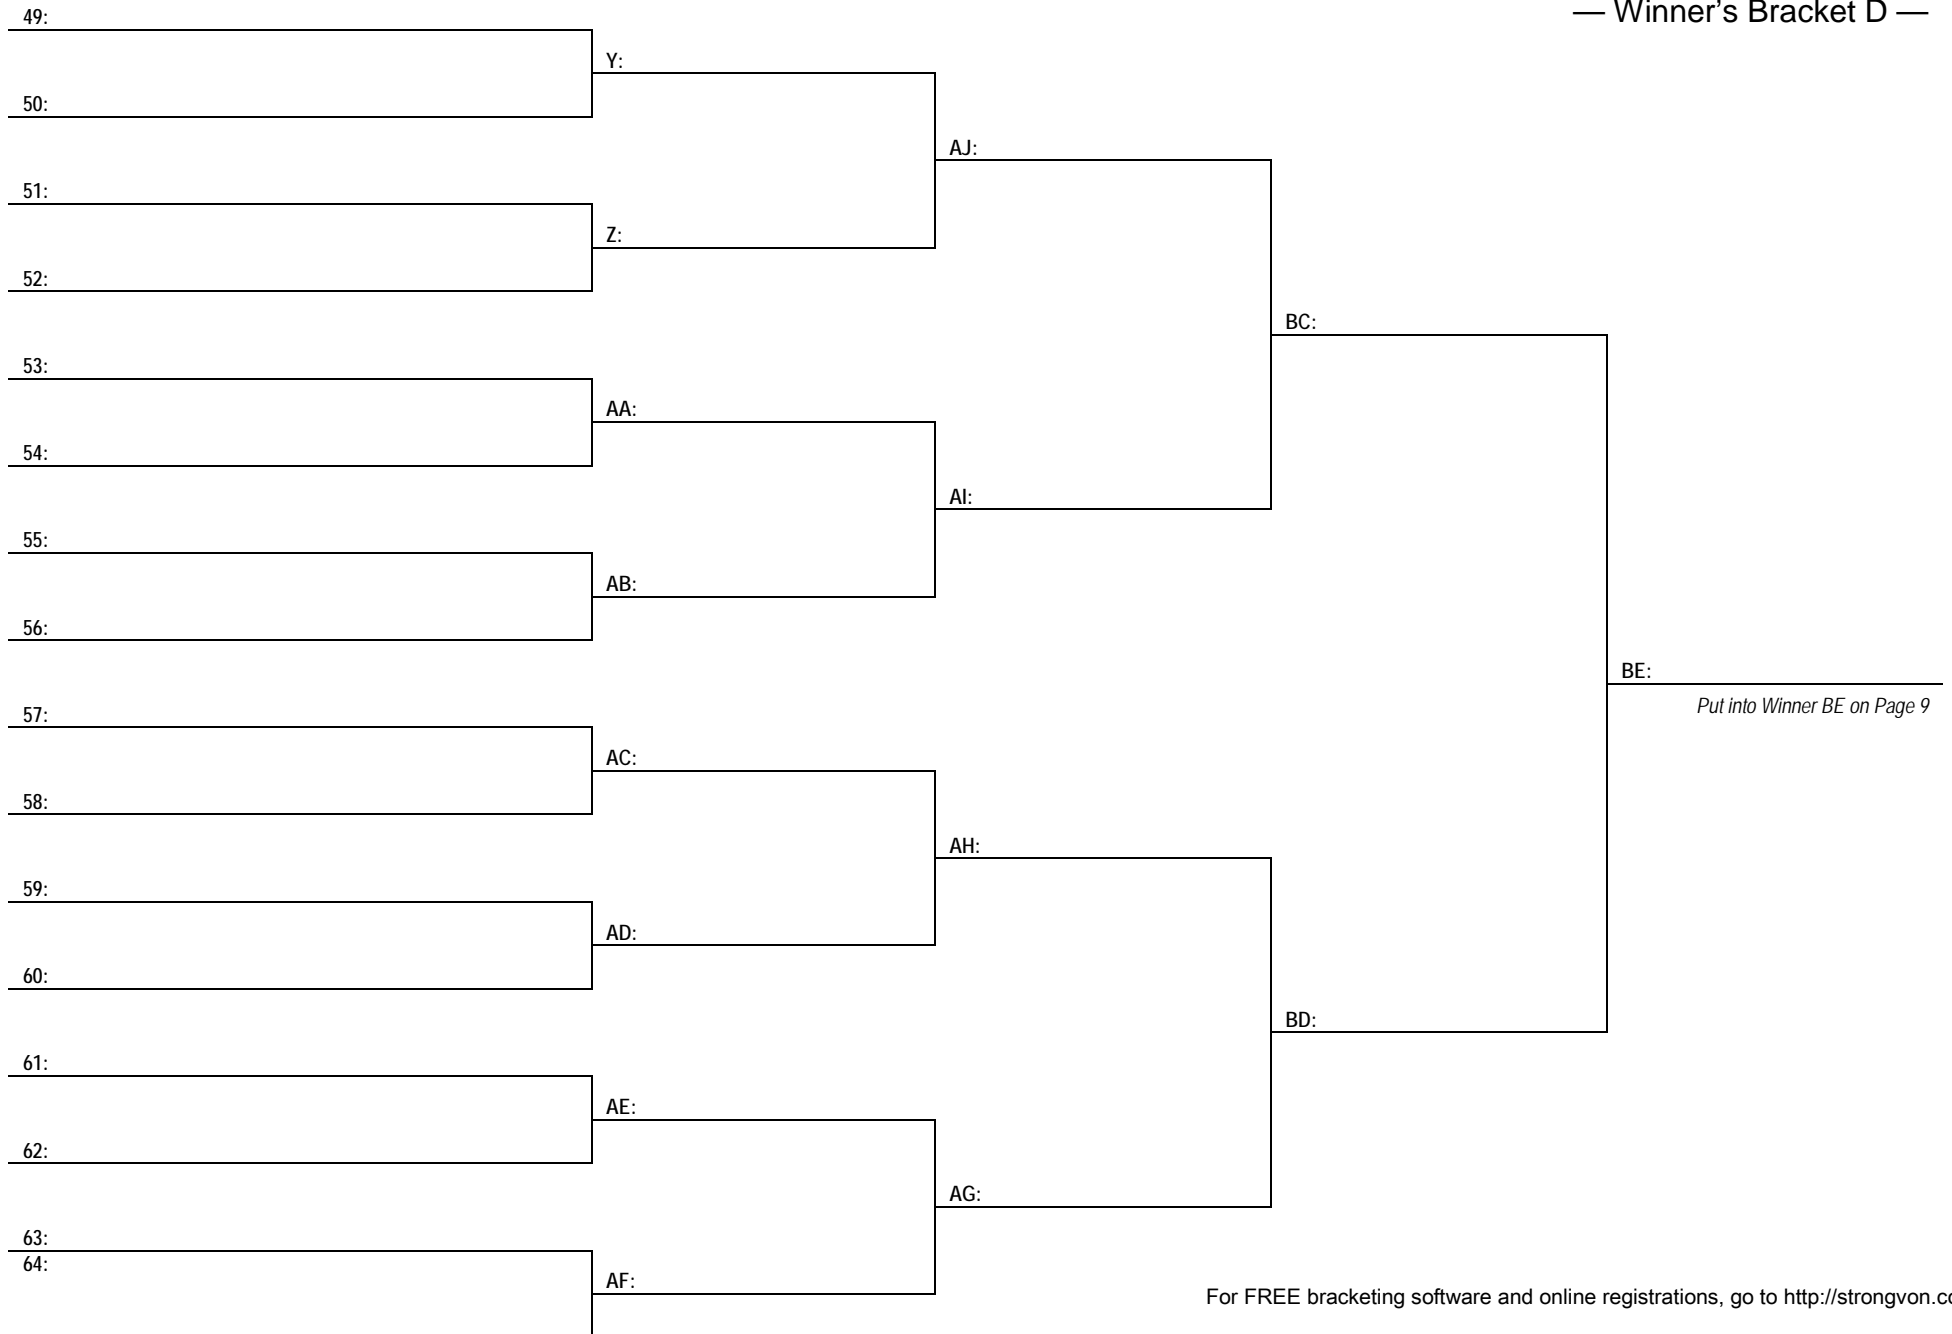 — Winner's Bracket D —
49:
Y:
50:
AJ:
51:
Z:
52:
BC:
53:
AA:
54:
AI:
55:
AB:
56:
BE:
Put into Winner BE on Page 9
57:
AC:
58:
AH:
59:
AD:
60:
BD:
61:
AE:
62:
AG:
63:
64:
AF:
For FREE bracketing software and online registrations, go to http://strongvon.co